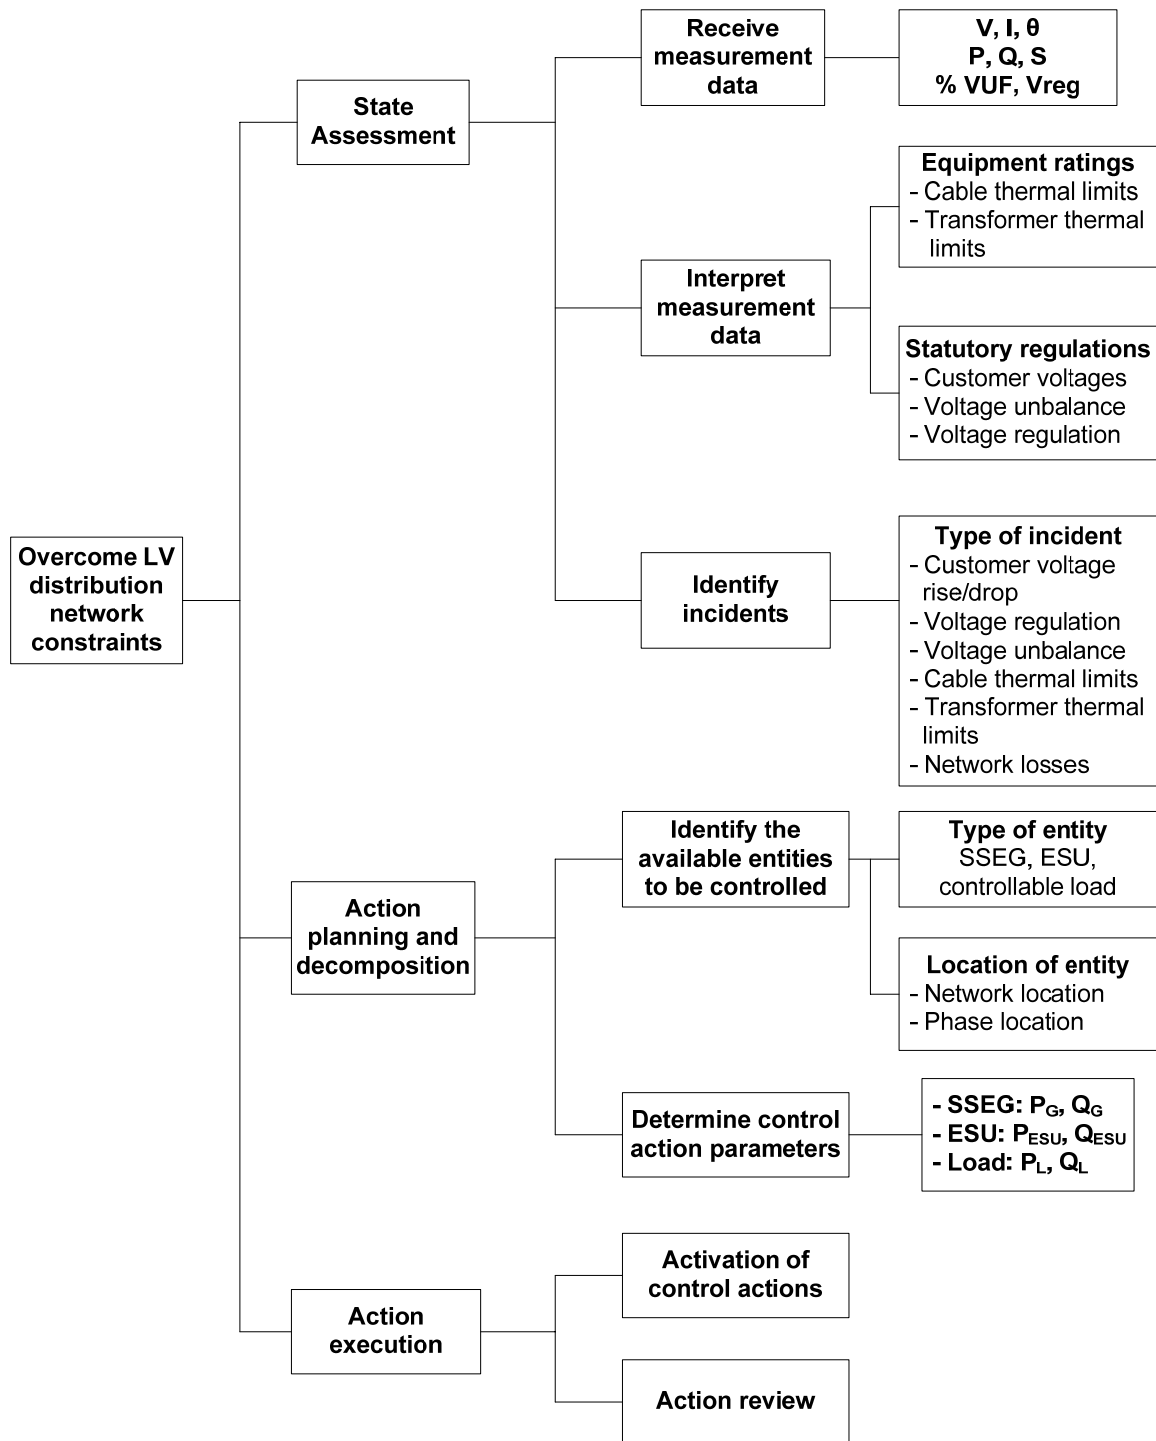 Receive
measurement
data
V, I, θ
P, Q, S
% VUF, Vreg
State
Assessment
Equipment ratings
- Cable thermal limits
- Transformer thermal
limits
Interpret
measurement
data
Statutory regulations
- Customer voltages
- Voltage unbalance
- Voltage regulation
Overcome LV
distribution
network
constraints
Identify
incidents
Type of incident
- Customer voltage
rise/drop
- Voltage regulation
- Voltage unbalance
- Cable thermal limits
- Transformer thermal
limits
- Network losses
Action
planning and
decomposition
Identify the
available entities
to be controlled
Type of entity
SSEG, ESU,
controllable load
Location of entity
- Network location
- Phase location
Determine control
action parameters
- SSEG: PG, QG
- ESU: PESU, QESU
- Load: PL, QL
Action
execution
Activation of
control actions
Action review